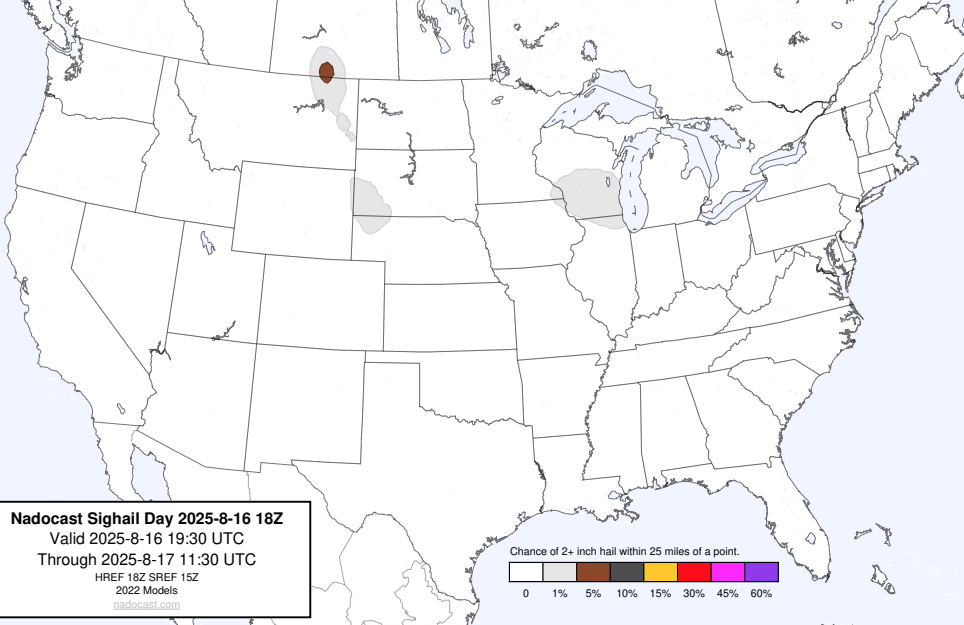 Nadocast Sighail Day 2025-8-16 18Z
Valid 2025-8-16 19:30 UTC
Through 2025-8-17 11:30 UTC
HREF 18Z SREF 15Z
2022 Models
nadocast.com
Chance of 2+ inch hail within 25 miles of a point.
0 1% 5% 10% 15% 30% 45% 60%